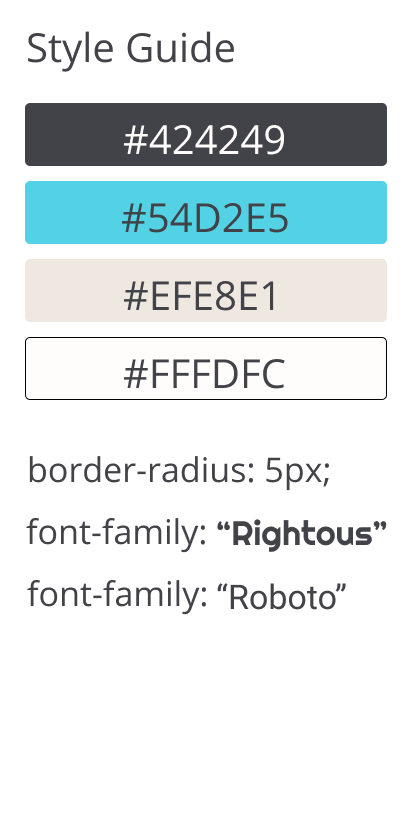 Style Guide
#424249
#54D2E5
#EFE8E1
#FFFDFC
border-radius: 5px;
font-family: “Rightous”
font-family: “Roboto”